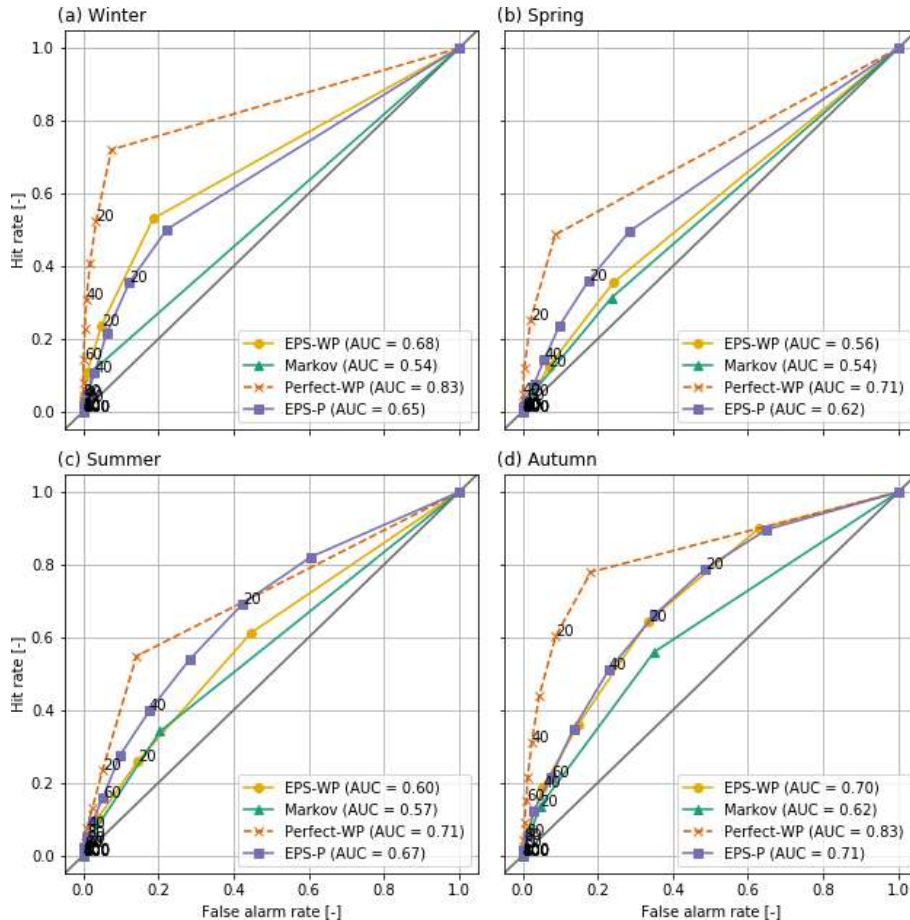 (a) Winter
(b) Spring
1.0
0.8
0.6
0.4
0.2
0.0
Hit rate [-]
20
40
20
20
60
40
EPS-WP (AUC = 0.68)
Markov (AUC = 0.54)
Perfect-WP (AUC = 0.83)
EPS-P (AUC = 0.65)
20
20
40
20
EPS-WP (AUC = 0.56)
Markov (AUC = 0.54)
Perfect-WP (AUC = 0.71)
EPS-P (AUC = 0.62)
(c) Summer
(d) Autumn
1.0
0.8
0.6
0.4
0.2
0.0
Hit rate [-]
20
40
20
20
60
40
EPS-WP (AUC = 0.60)
Markov (AUC = 0.57)
Perfect-WP (AUC = 0.71)
EPS-P (AUC = 0.67)
0.0 0.2 0.4 0.6 0.8 1.0
False alarm rate [-]
20
20
20
40
40
60
40
60
20
EPS-WP (AUC = 0.70)
Markov (AUC = 0.62)
Perfect-WP (AUC = 0.83)
EPS-P (AUC = 0.71)
0.0 0.2 0.4 0.6 0.8 1.0
False alarm rate [-]